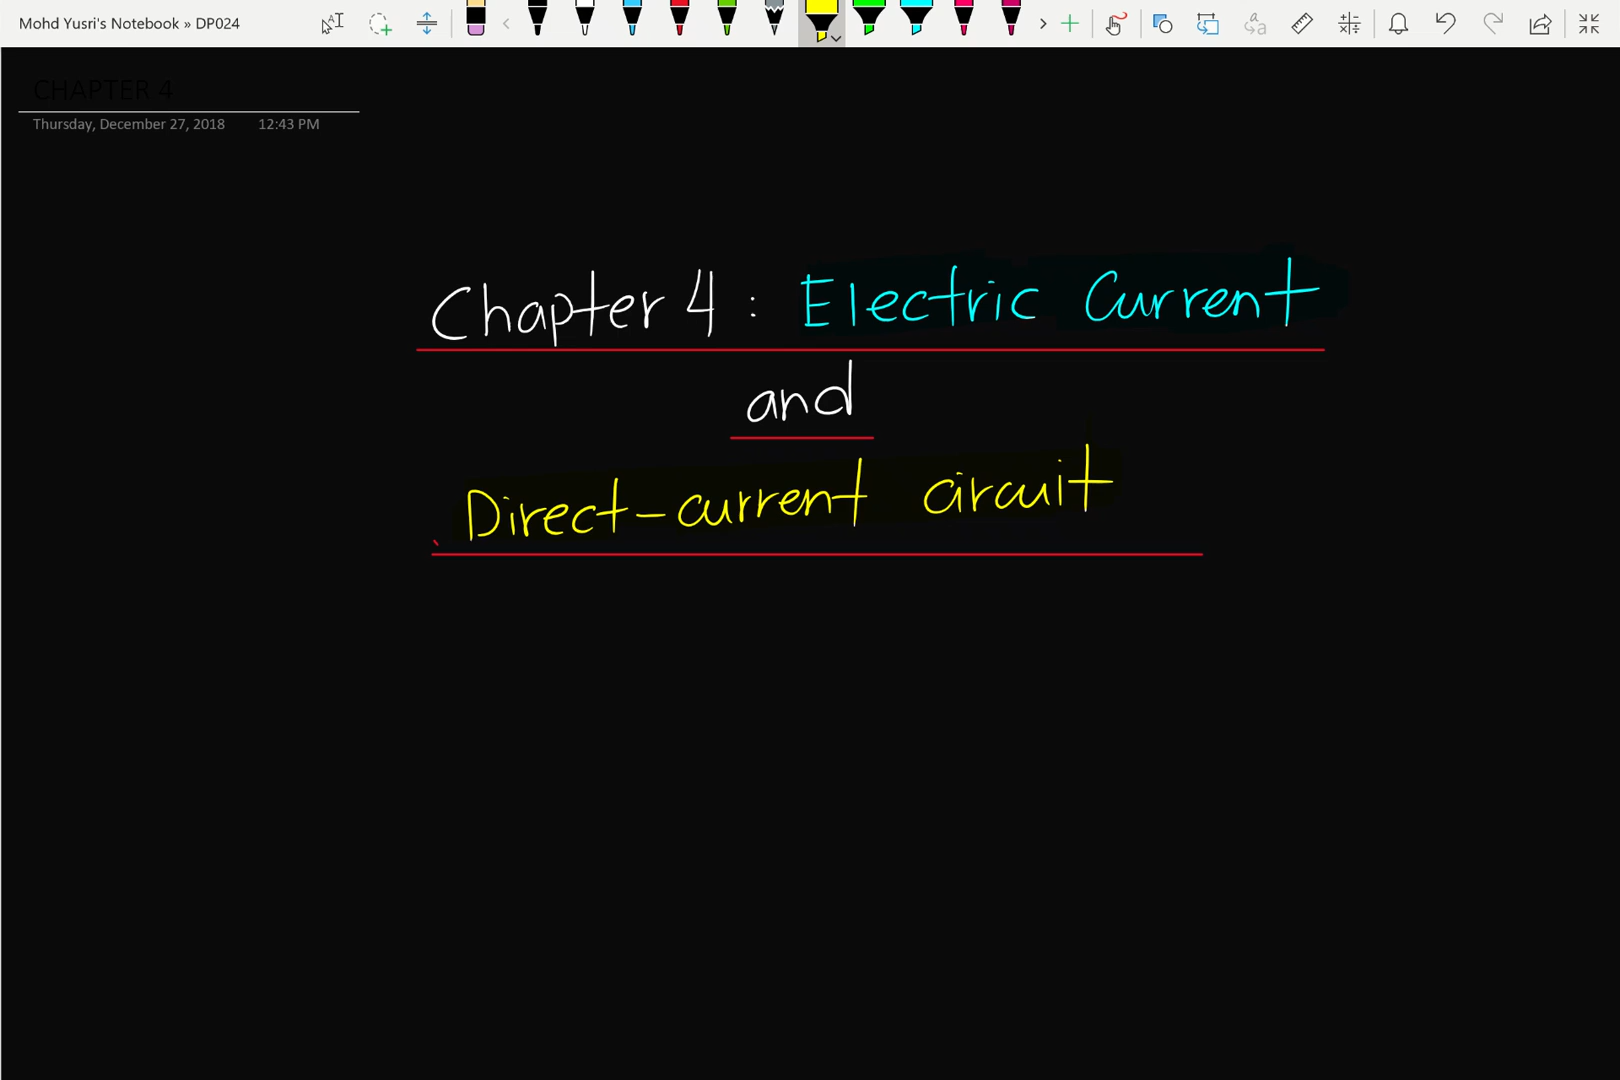 Mohd Yusri's Notebook » DP024
CHAPTER 4
Thursday, December 27, 2018 12:43 PM
Chapter 4 : Electric Current
and
Direct-current circuit